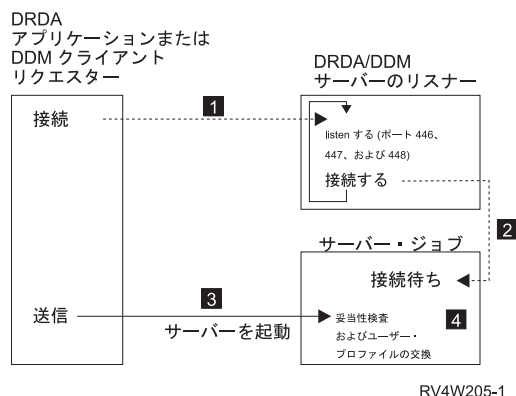 DRDA
アプリケーションまたは
DDM クライアント
リクエスター
DRDA/DDM
サーバーのリスナー
接続
1
listen する (ポート 446、
447、および 448)
接続する
2
サーバー・ジョブ
接続待ち
送信
3
サーバーを起動
妥当性検査
およびユーザー・
プロファイルの交換
4
RV4W205-1